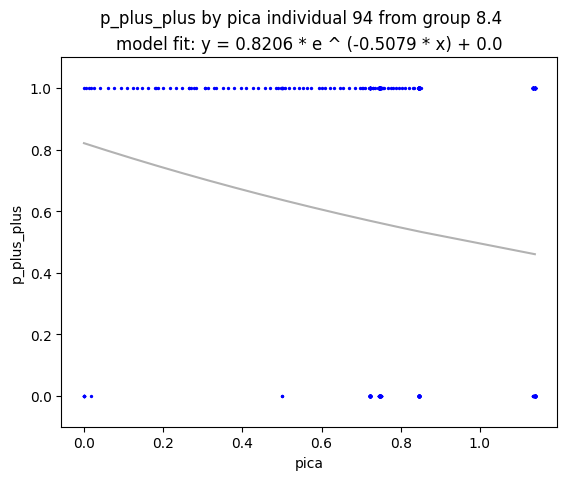 p_plus_plus by pica individual 94 from group 8.4
model fit: y = 0.8206 * e ^ (-0.5079 * x) + 0.0
1.0
0.8
0.6
0.4
0.2
0.0
p_plus_plus
0.0 0.2 0.4 0.6 0.8 1.0
pica